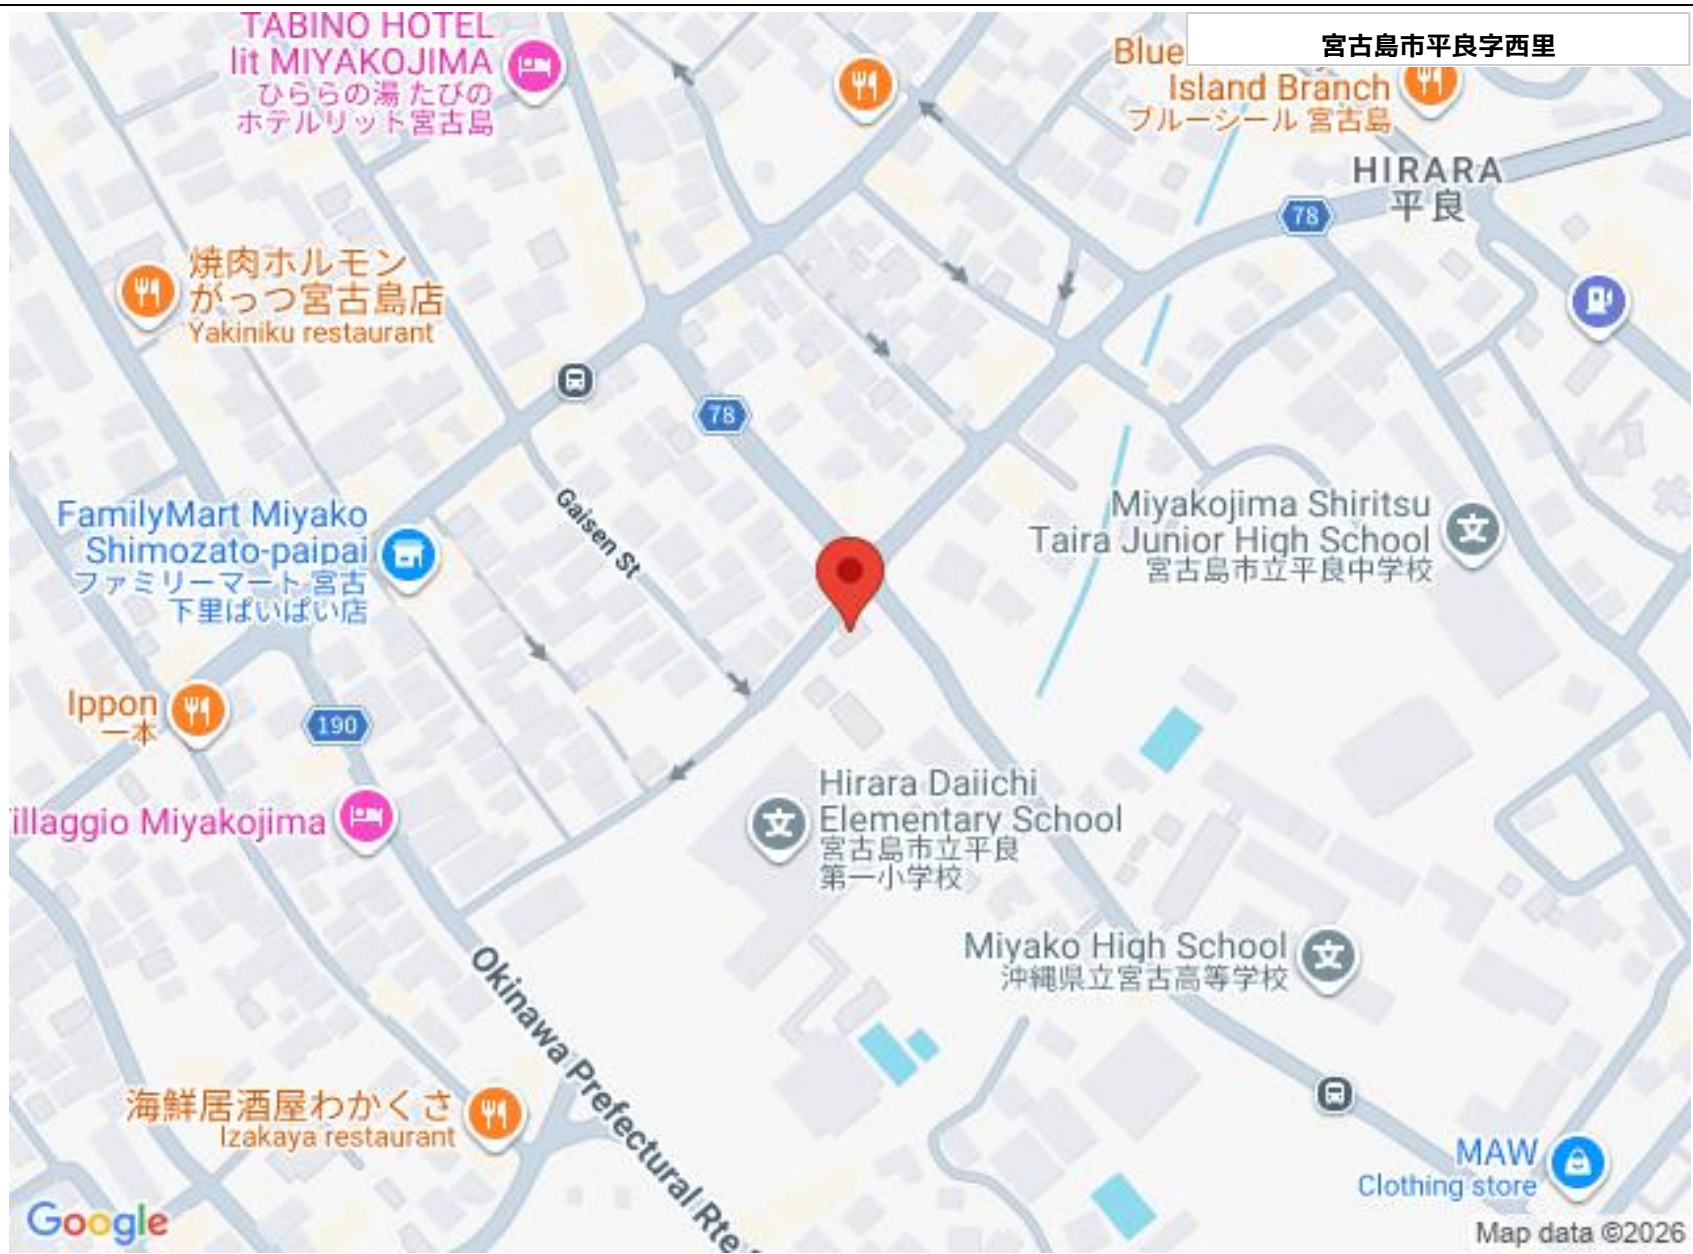 宮古島市平良字西里
TABINO HOTEL
lit MIYAKOJIMA
ひららの湯 たびの
ホテルリット宮古島
Blue
Island Branch
ブルーシール 宮古島
HIRARA
平良
78
焼肉ホルモン
がっつ宮古島店
Yakiniku restaurant
78
FamilyMart Miyako
Shimozato-paipai
ファミリーマート 宮古
下里ぱいぱい店
Gaisen St
Miyakojima Shiritsu
Taira Junior High School
宮古島市立平良中学校
Ippon
一本
190
illaggio Miyakojima
Hirara Daiichi
Elementary School
宮古島市立平良
第一小学校
Miyako High School
沖縄県立宮古高等学校
Okinawa Prefectural Rte
海鮮居酒屋わかくさ
Izakaya restaurant
MAW
Clothing store
Google
Map data ©2026